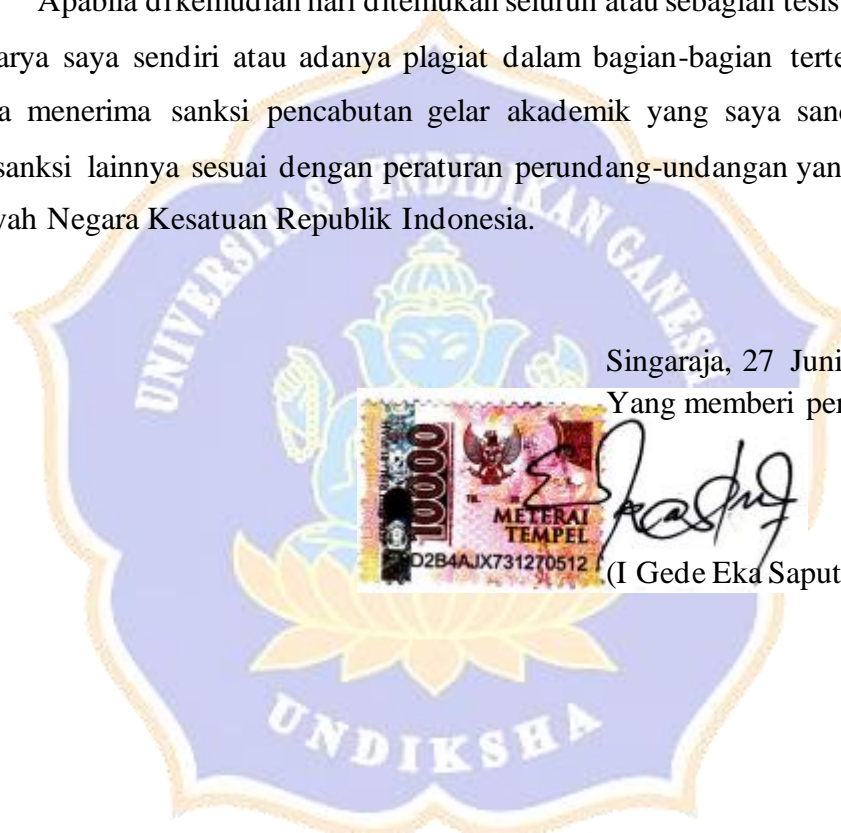 Apabila dikemudian hari ditemukan seluruh atau sebagian tesis
arya saya sendiri atau adanya plagiat dalam bagian-bagian terte
a menerima sanksi pencabutan gelar akademik yang saya sand
sanksi lainnya sesuai dengan peraturan perundang-undangan yan
yah Negara Kesatuan Republik Indonesia.
UNIVERSITAS PENDIDIKAN GANESH
Singaraja, 27 Juni
Yang memberi per
10000
METERAI
TEMPEL
D2B4AJX731270512
(I Gede Eka Saput
UNDIKSHA